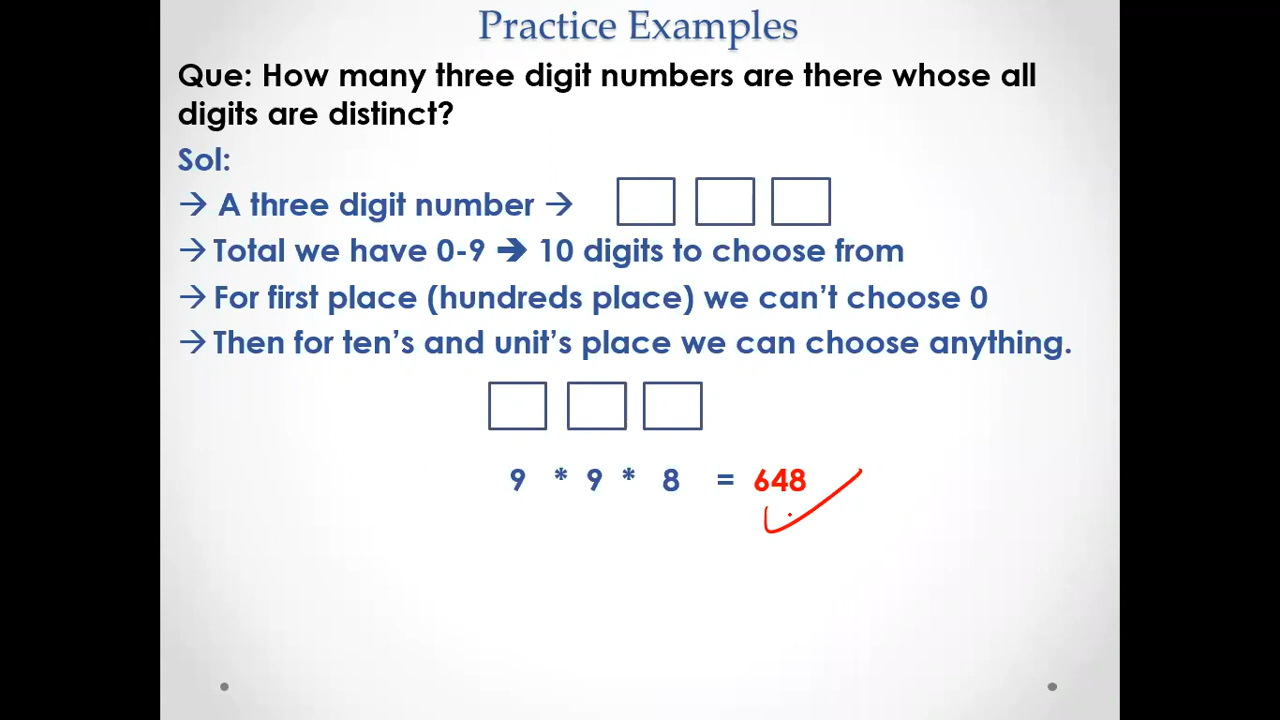 Practice Examples
Que: How many three digit numbers are there whose all
digits are distinct?
Sol:
→ A three digit number →
→ Total we have 0-9 → 10 digits to choose from
→ For first place (hundreds place) we can't choose 0
→ Then for ten's and unit's place we can choose anything.
9 * 9 * 8 = 648